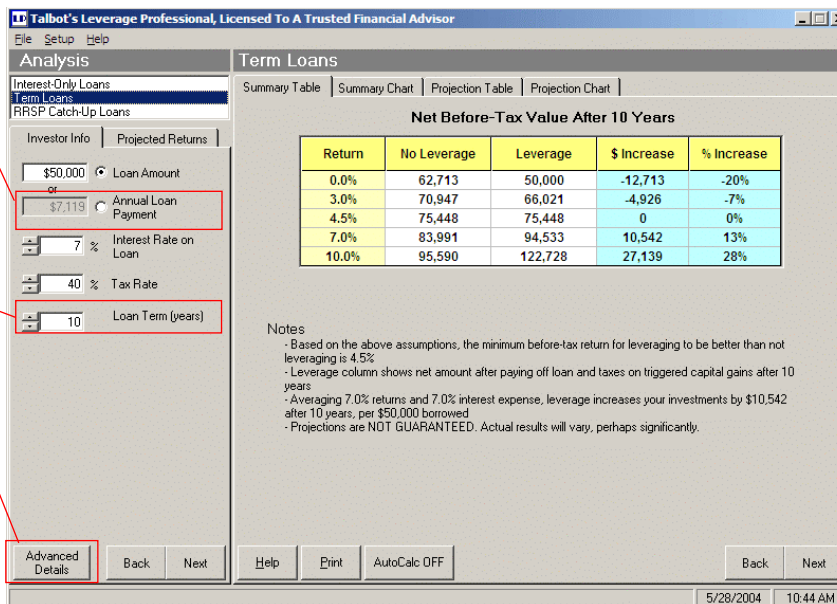 Talbot's Leverage Professional, Licensed To A Trusted Financial Advisor
File Setup Help
Analysis
Interest-Only Loans
Term Loans
RRSP Catch-Up Loans
Investor Info Projected Returns
$50,000 Loan Amount
or
$7,119 Annual Loan
Payment
7 % Interest Rate on
Loan
40 % Tax Rate
10 Loan Term (years)
Advanced
Details
Back Next
Term Loans
Summary Table Summary Chart Projection Table Projection Chart
Net Before-Tax Value After 10 Years
Return No Leverage Leverage $ Increase % Increase
0.0% 62,713 50,000 -12,713 -20%
3.0% 70,947 66,021 -4,926 -7%
4.5% 75,448 75,448 0 0%
7.0% 83,991 94,533 10,542 13%
10.0% 95,590 122,728 27,139 28%
Notes
- Based on the above assumptions, the minimum before-tax return for leveraging to be better than not
leveraging is 4.5%
- Leverage column shows net amount after paying off loan and taxes on triggered capital gains after 10
years
- Averaging 7.0% returns and 7.0% interest expense, leverage increases your investments by $10,542
after 10 years, per $50,000 borrowed
- Projections are NOT GUARANTEED. Actual results will vary, perhaps significantly.
Help Print AutoCalc OFF Back Next
5/28/2004 10:44 AM